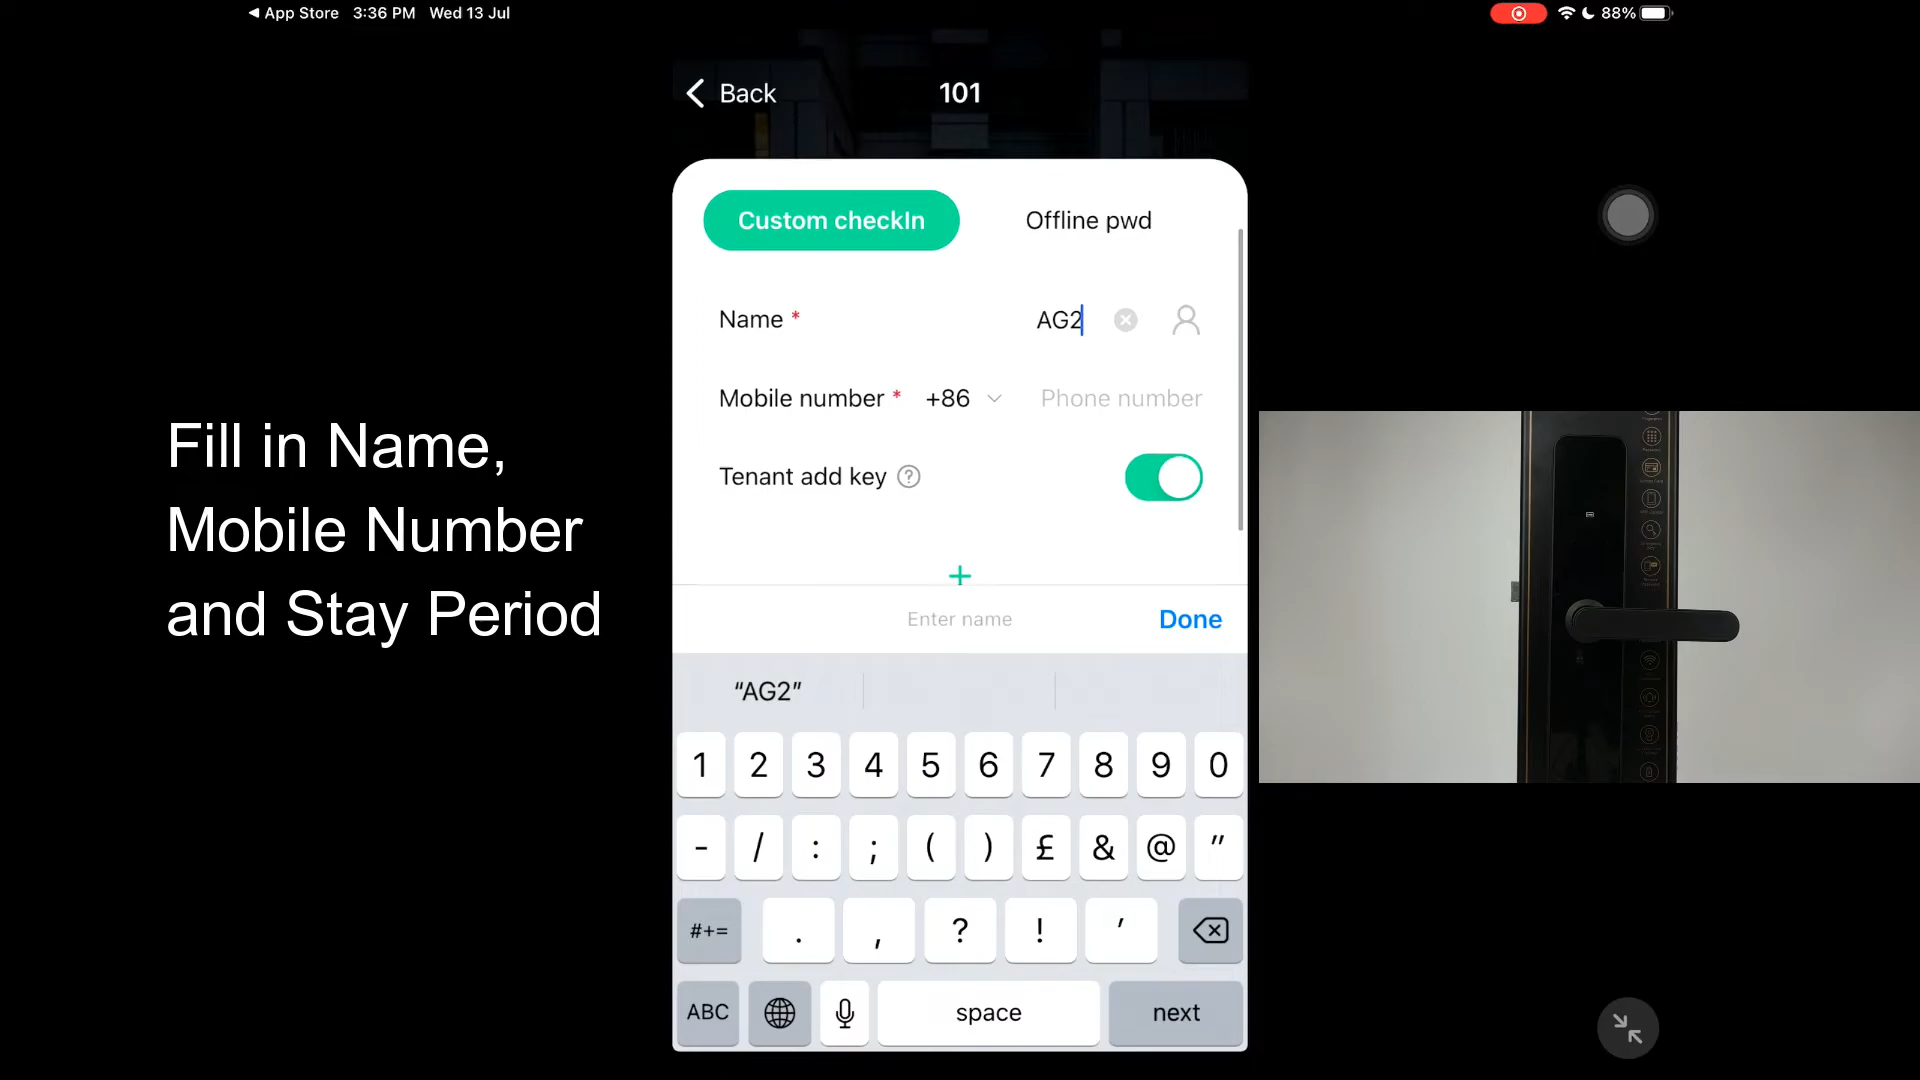 App Store 3:36 PM Wed 13 Jul
88%
Back
101
Custom checkIn
Offline pwd
Name *
AG2
Mobile number *
+86
Phone number
Tenant add key ?
+
Fill in Name,
Mobile Number
and Stay Period
Enter name
Done
“AG2”
1 2 3 4 5 6 7 8 9 0
- / : ; ( ) £ & @ "
#+= . , ? ! ’
ABC space next